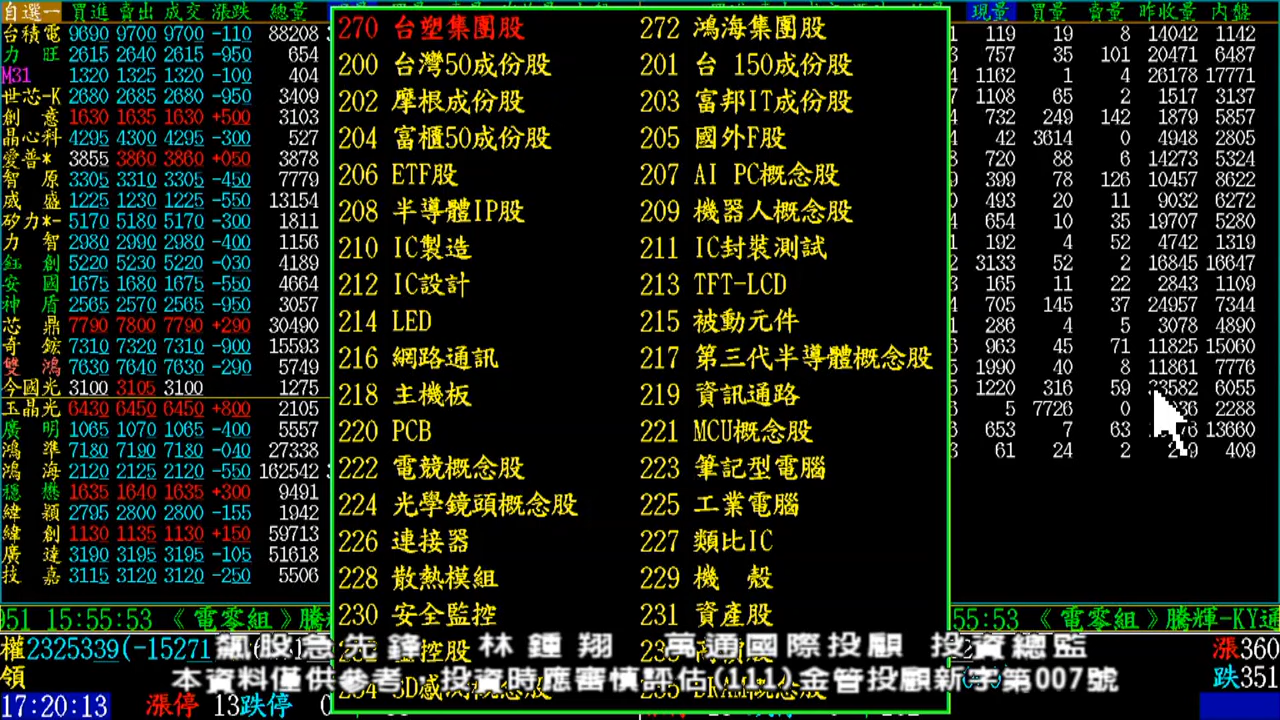 自選一 買進 賣出 成交 漲跌 總量 現量 買量 賣量 昨收量 內盤
270 台塑集團股 272 鴻海集團股
200 台灣50成份股 201 台 150成份股
202 摩根成份股 203 富邦IT成份股
204 富櫃50成份股 205 國外F股
206 ETF股 207 AI PC概念股
208 半導體IP股 209 機器人概念股
210 IC製造 211 IC封裝測試
212 IC設計 213 TFT-LCD
214 LED 215 被動元件
216 網路通訊 217 第三代半導體概念股
218 主機板 219 資訊通路
220 PCB 221 MCU概念股
222 電競概念股 223 筆記型電腦
224 光學鏡頭概念股 225 工業電腦
226 連接器 227 類比IC
228 散熱模組 229 機 殼
230 安全監控 231 資產股
台積電 9690 9700 9700 -110 88208 119 19 8 14042 1142
力旺 2615 2640 2615 -950 654 757 35 101 20471 6487
M31 1320 1325 1320 -100 404 1162 1 4 26178 17771
世芯-K 2680 2685 2680 -950 3409 1108 65 2 1517 3137
創意 1630 1635 1630 +500 3103 732 249 142 1879 5857
晶心科 4295 4300 4295 -300 527 42 3614 0 4948 2805
愛普* 3855 3860 3860 +050 3878 720 88 6 14273 5324
智原 3305 3310 3305 -450 7779 399 78 126 10457 8622
威盛 1225 1230 1225 -550 13154 493 20 11 9032 6272
矽力*- 5170 5180 5170 -300 1811 654 10 35 19707 5280
力智 2980 2990 2980 -400 1156 192 4 52 4742 1319
鈺創 5220 5230 5220 -030 4189 3133 52 2 16845 16647
安國 1675 1680 1675 -550 4664 165 11 22 2843 1109
神盾 2565 2570 2565 -950 3057 705 145 37 24957 7344
芯鼎 7790 7800 7790 +290 30490 286 4 5 3078 4890
奇鋐 7310 7320 7310 -900 15593 963 45 71 11825 15060
雙鴻 7630 7640 7630 -290 5749 1990 40 8 11861 7776
今國光 3100 3105 3100 1275 1220 316 59 6055
玉晶光 6430 6450 6450 +800 2105 5 7726 0 2288
廣明 1065 1070 1065 -400 5557 653 7 63 13660
鴻準 7180 7190 7180 -040 27338 61 24 2 409
鴻海 2120 2125 2120 -550 162542
穩懋 1635 1640 1635 +300 9491
緯穎 2795 2800 2800 -155 1942
緯創 1130 1135 1130 +150 59713
廣達 3190 3195 3195 -105 51618
技嘉 3115 3120 3120 -250 5506
951 15:55:53 《電零組》騰輝 55:53 《電零組》騰輝-KY通
權2325339(-15271 漲360
飆股急先鋒 林鍾翔 萬通國際投顧 投資總監
領 跌351
本資料僅供參考，投資時應審慎評估(111)金管投顧新字第007號
17:20:13 漲停 13跌停